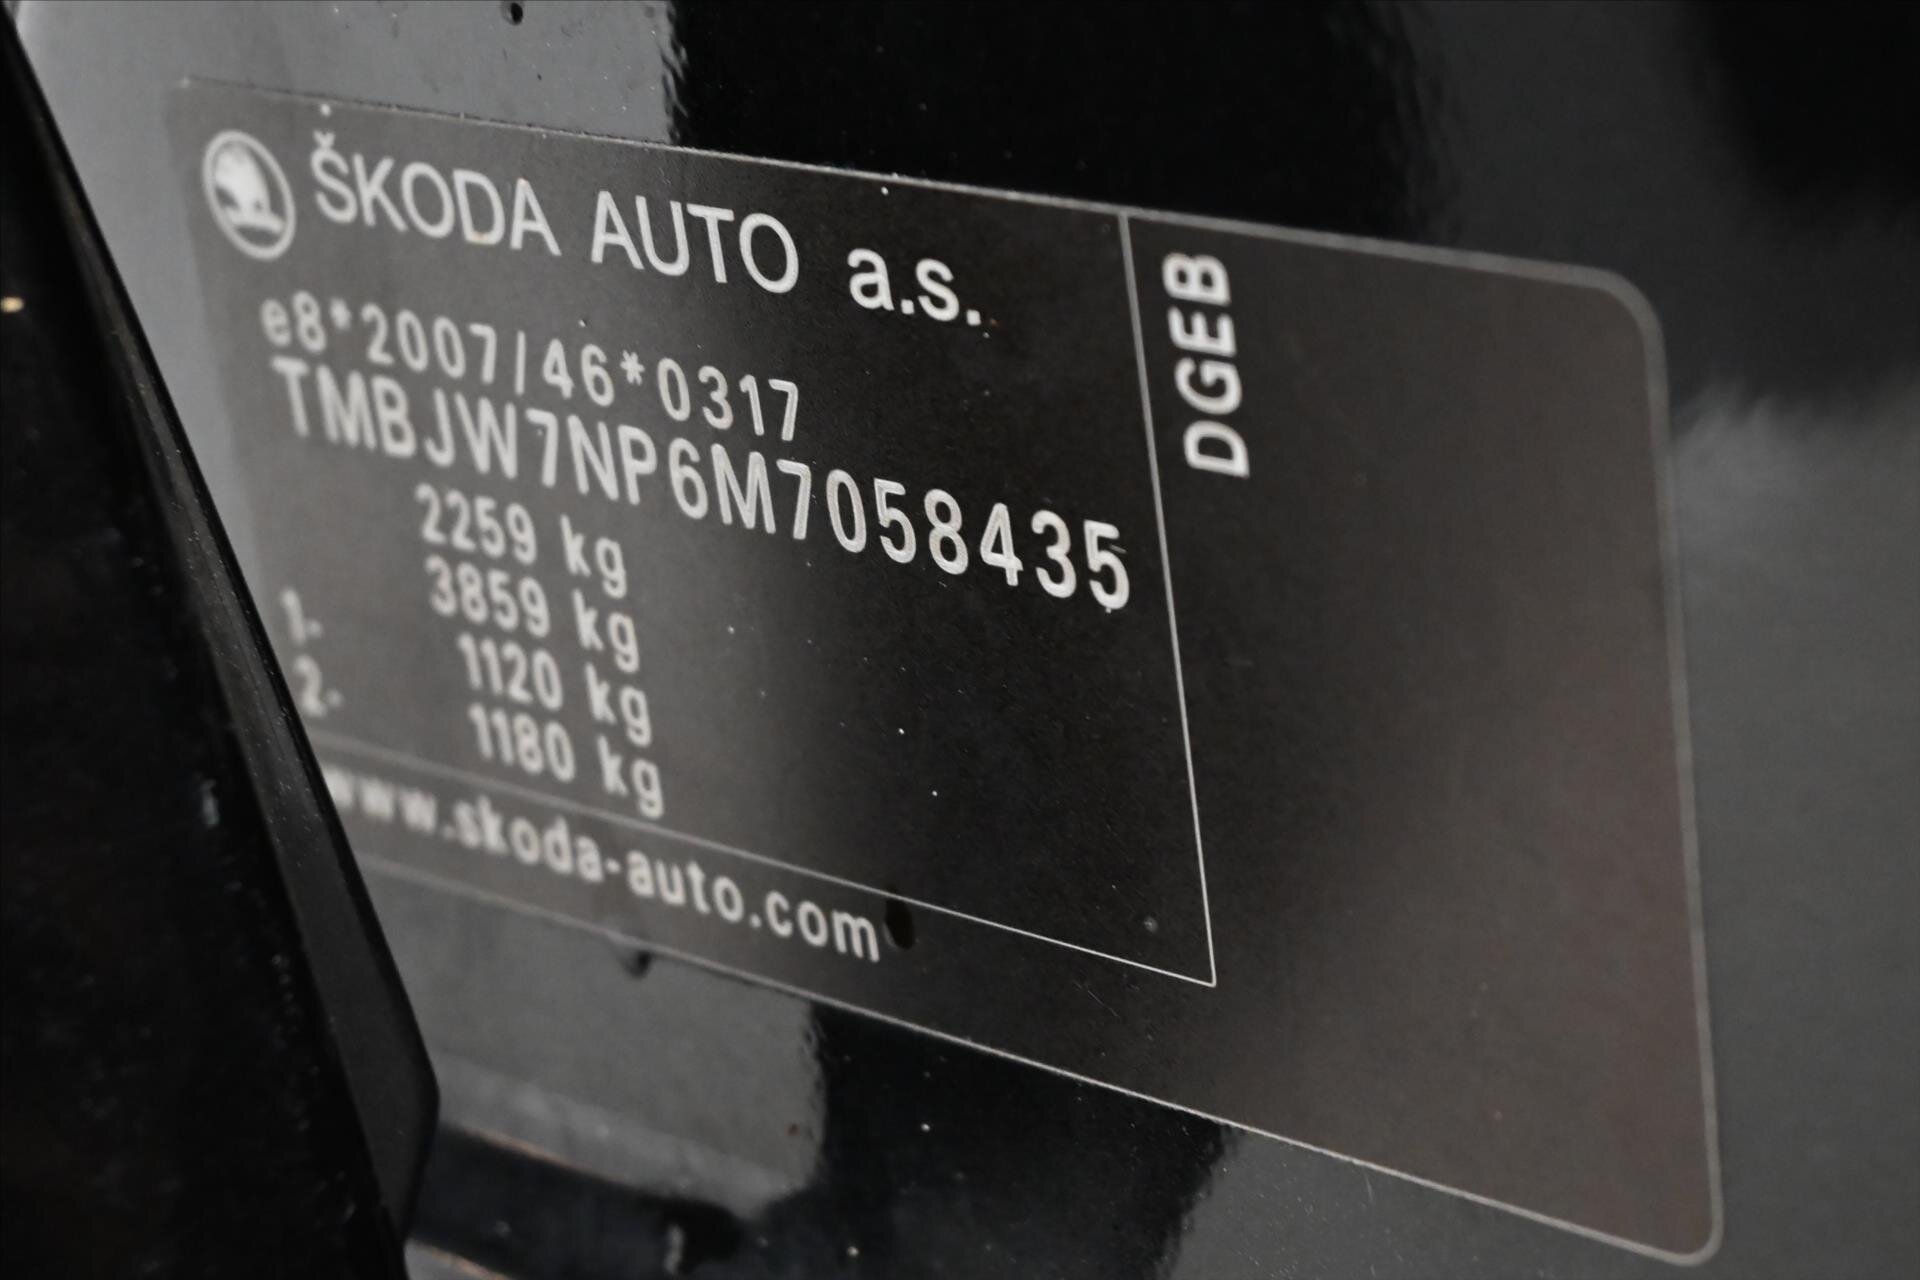 ŠKODA AUTO a.s.
e8*2007/46*0317
TMBJW7NP6M7058435
2259 kg
3859 kg
1- 1120 kg
2- 1180 kg
www.skoda-auto.com
DGEB